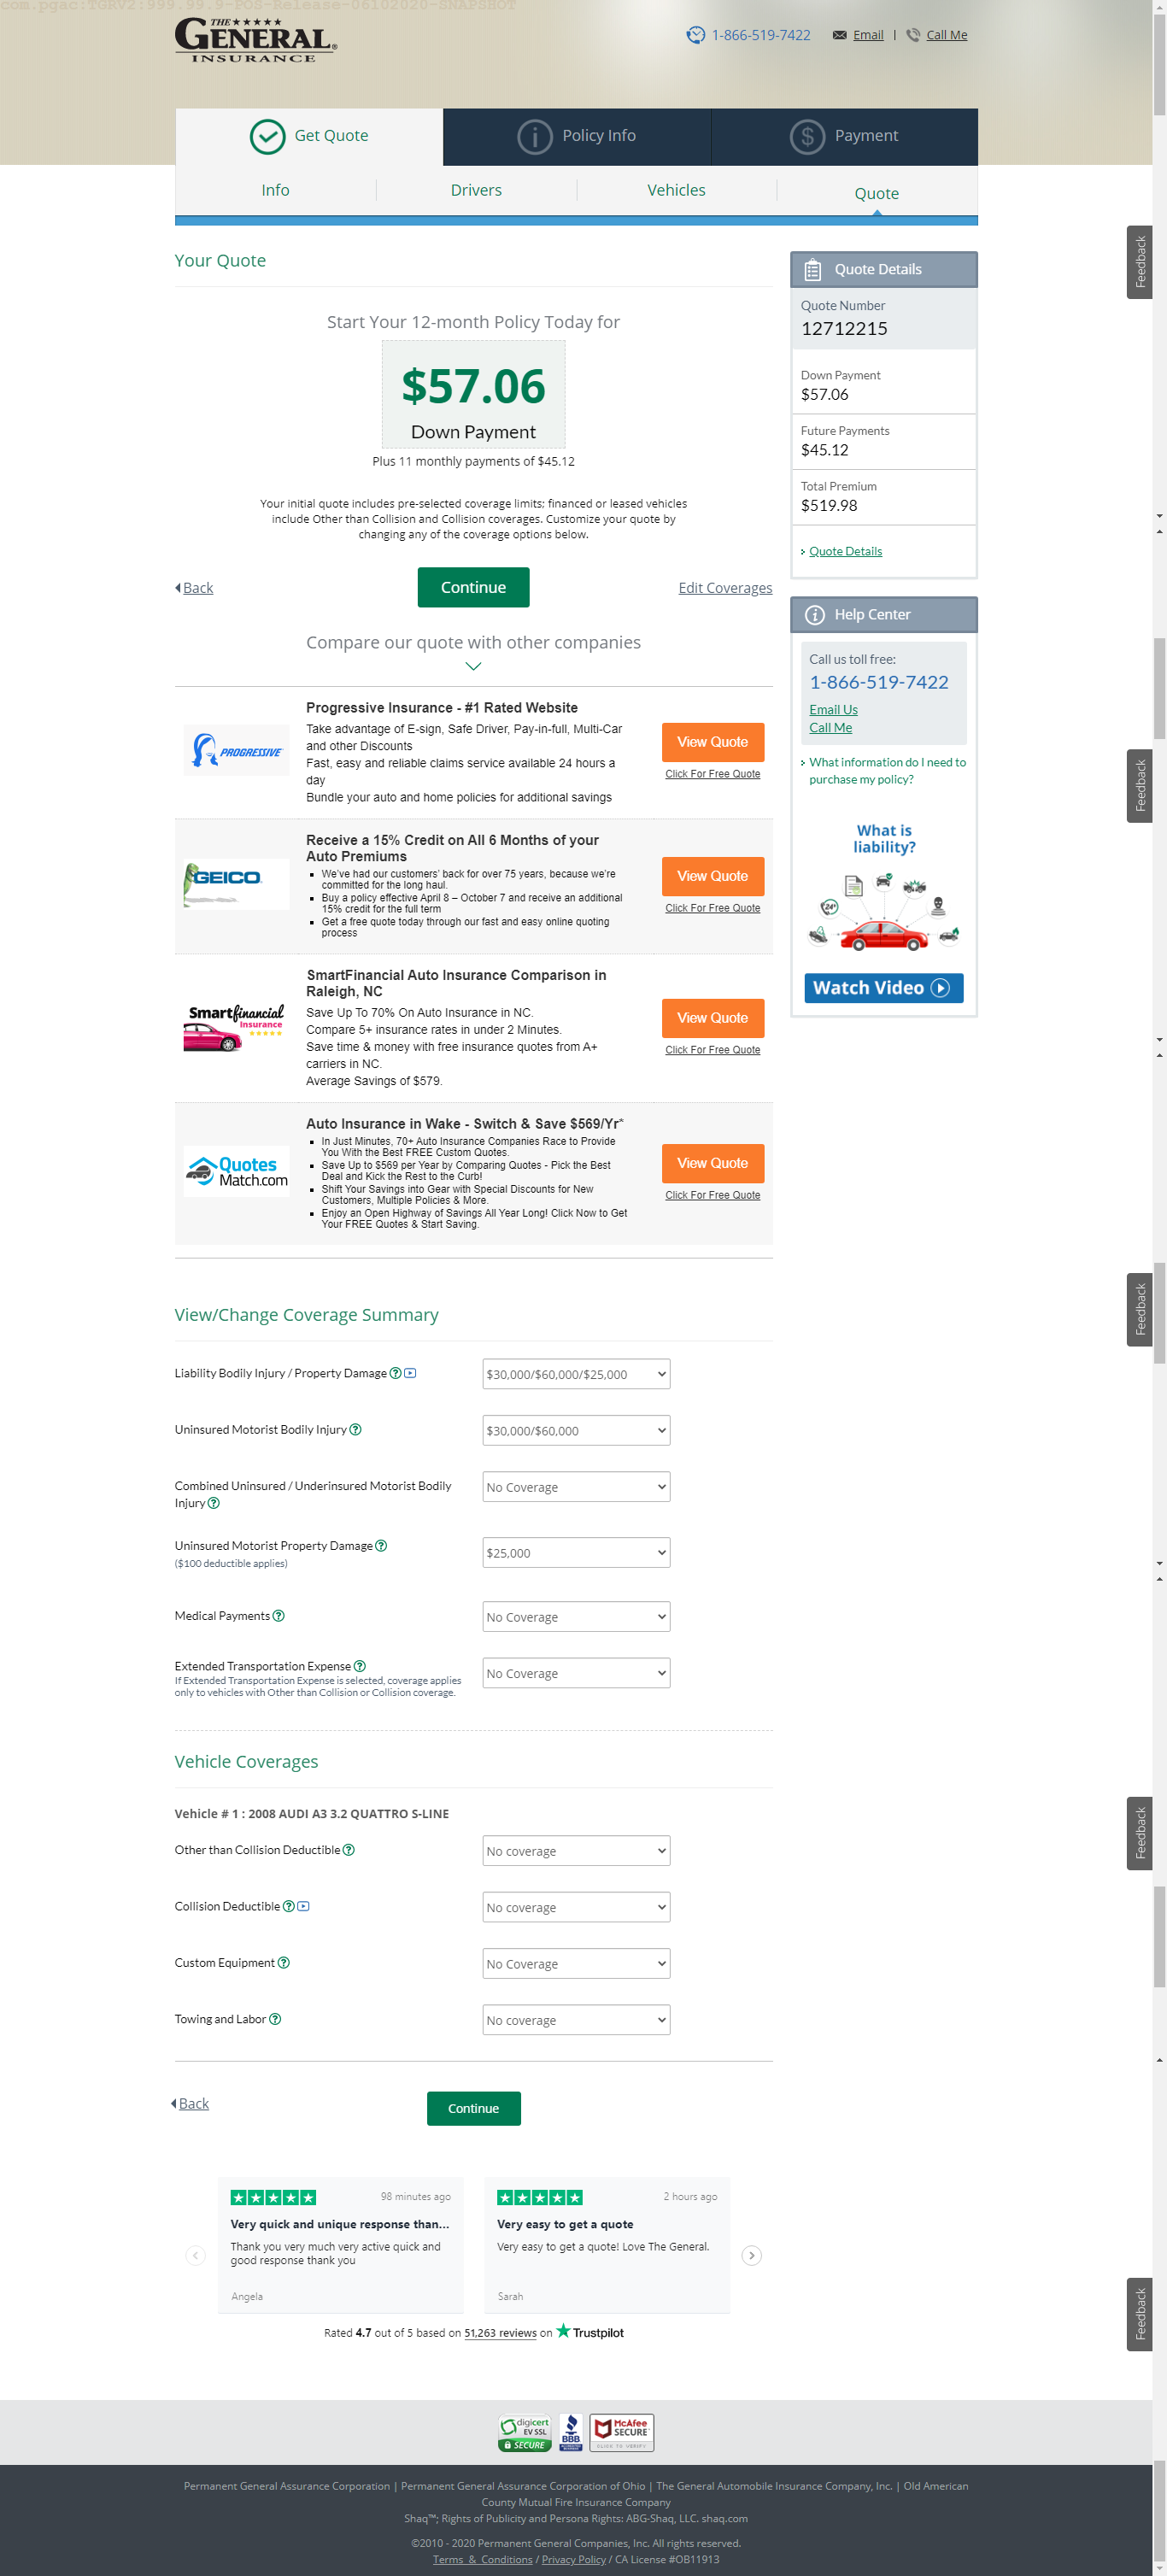 com.pgac:TGRV2:999.99.9-POS-Release-06102020-SNAPSHOT
THE
GENERAL®
INSURANCE
1-866-519-7422
Email | Call Me
Get Quote
Policy Info
Payment
Info
Drivers
Vehicles
Quote
Your Quote
Start Your 12-month Policy Today for
$57.06
Down Payment
Plus 11 monthly payments of $45.12
Your initial quote includes pre-selected coverage limits; financed or leased vehicles
include Other than Collision and Collision coverages. Customize your quote by
changing any of the coverage options below.
Back
Continue
Edit Coverages
Quote Details
Quote Number
12712215
Down Payment
$57.06
Future Payments
$45.12
Total Premium
$519.98
Quote Details
Help Center
Call us toll free:
1-866-519-7422
Email Us
Call Me
What information do I need to
purchase my policy?
What is
liability?
24*
Watch Video
Compare our quote with other companies
PROGRESSIVE
Progressive Insurance - #1 Rated Website
Take advantage of E-sign, Safe Driver, Pay-in-full, Multi-Car
and other Discounts
Fast, easy and reliable claims service available 24 hours a
day
Bundle your auto and home policies for additional savings
View Quote
Click For Free Quote
GEICO
Receive a 15% Credit on All 6 Months of your
Auto Premiums
We've had our customers' back for over 75 years, because we're
committed for the long haul.
Buy a policy effective April 8 – October 7 and receive an additional
15% credit for the full term
Get a free quote today through our fast and easy online quoting
process
View Quote
Click For Free Quote
Smartfinancial
Insurance
SmartFinancial Auto Insurance Comparison in
Raleigh, NC
Save Up To 70% On Auto Insurance in NC.
Compare 5+ insurance rates in under 2 Minutes.
Save time & money with free insurance quotes from A+
carriers in NC.
Average Savings of $579.
View Quote
Click For Free Quote
Quotes
Match.com
Auto Insurance in Wake - Switch & Save $569/Yr*
In Just Minutes, 70+ Auto Insurance Companies Race to Provide
You With the Best FREE Custom Quotes.
Save Up to $569 per Year by Comparing Quotes - Pick the Best
Deal and Kick the Rest to the Curb!
Shift Your Savings into Gear with Special Discounts for New
Customers, Multiple Policies & More.
Enjoy an Open Highway of Savings All Year Long! Click Now to Get
Your FREE Quotes & Start Saving.
View Quote
Click For Free Quote
View/Change Coverage Summary
Liability Bodily Injury / Property Damage
$30,000/$60,000/$25,000
Uninsured Motorist Bodily Injury
$30,000/$60,000
Combined Uninsured / Underinsured Motorist Bodily
Injury
No Coverage
Uninsured Motorist Property Damage
($100 deductible applies)
$25,000
Medical Payments
No Coverage
Extended Transportation Expense
If Extended Transportation Expense is selected, coverage applies
only to vehicles with Other than Collision or Collision coverage.
No Coverage
Vehicle Coverages
Vehicle # 1 : 2008 AUDI A3 3.2 QUATTRO S-LINE
Other than Collision Deductible
No coverage
Collision Deductible
No coverage
Custom Equipment
No Coverage
Towing and Labor
No coverage
Back
Continue
98 minutes ago
Very quick and unique response than...
Thank you very much very active quick and
good response thank you
Angela
2 hours ago
Very easy to get a quote
Very easy to get a quote! Love The General.
Sarah
Rated 4.7 out of 5 based on 51,263 reviews on Trustpilot
Feedback
Feedback
Feedback
Feedback
Feedback
digicert
EV SSL
SECURE
BBB
McAfee
SECURE
CLICK TO VERIFY
Permanent General Assurance Corporation | Permanent General Assurance Corporation of Ohio | The General Automobile Insurance Company, Inc. | Old American
County Mutual Fire Insurance Company
Shaq™; Rights of Publicity and Persona Rights: ABG-Shaq, LLC. shaq.com
©2010 - 2020 Permanent General Companies, Inc. All rights reserved.
Terms & Conditions / Privacy Policy / CA License #OB11913